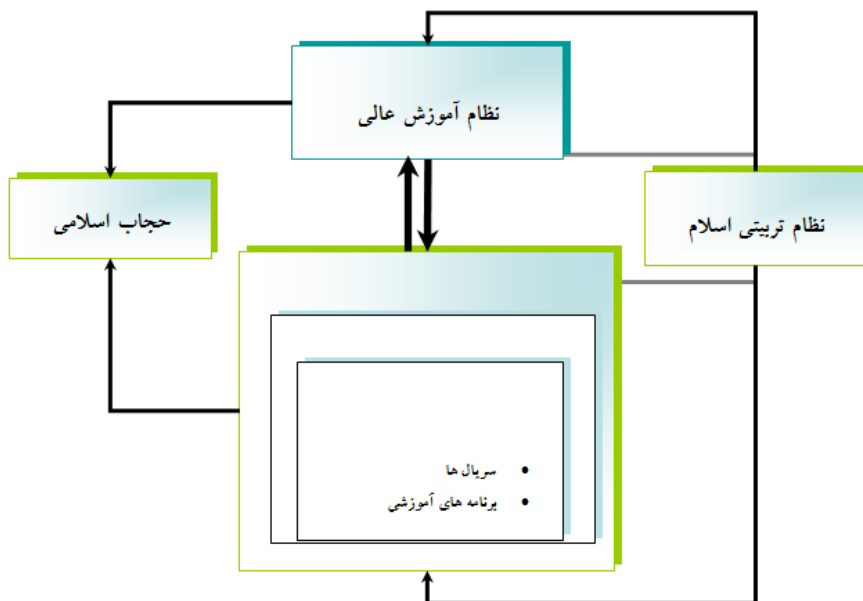 نظام آموزش عالی
نظام تربیتی اسلام
حجاب اسلامی
• سریال ها
• برنامه های آموزشی